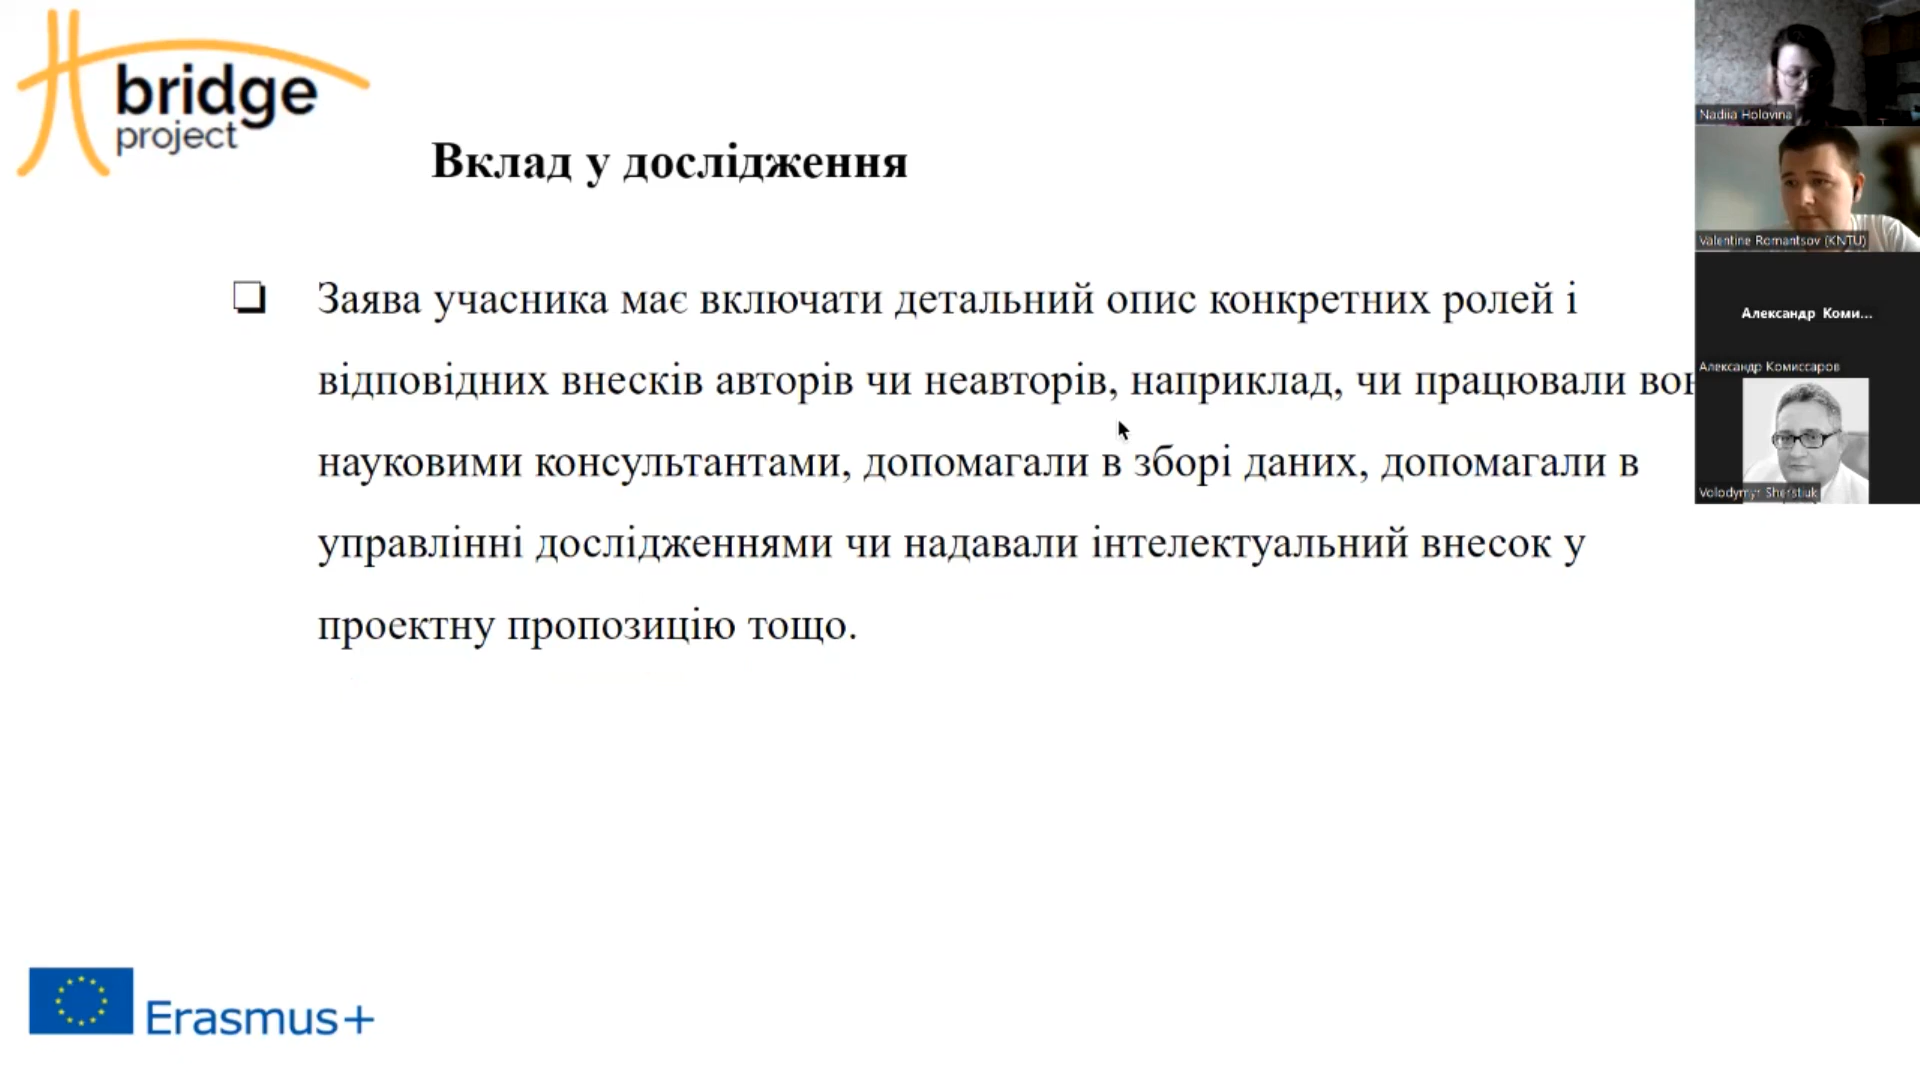 bridge
project
Вклад у дослідження
Заява учасника має включати детальний опис конкретних ролей і
відповідних внесків авторів чи неавторів, наприклад, чи працювали
науковими консультантами, допомагали в зборі даних, допомагали в
управлінні дослідженнями чи надавали інтелектуальний внесок у
проектну пропозицію тощо.
Erasmus+
Nadiia Holovina
Valentine Romantsov (KNTU)
Александр Коми...
Александр Комиссаров
Volodymyr Sherstiuk